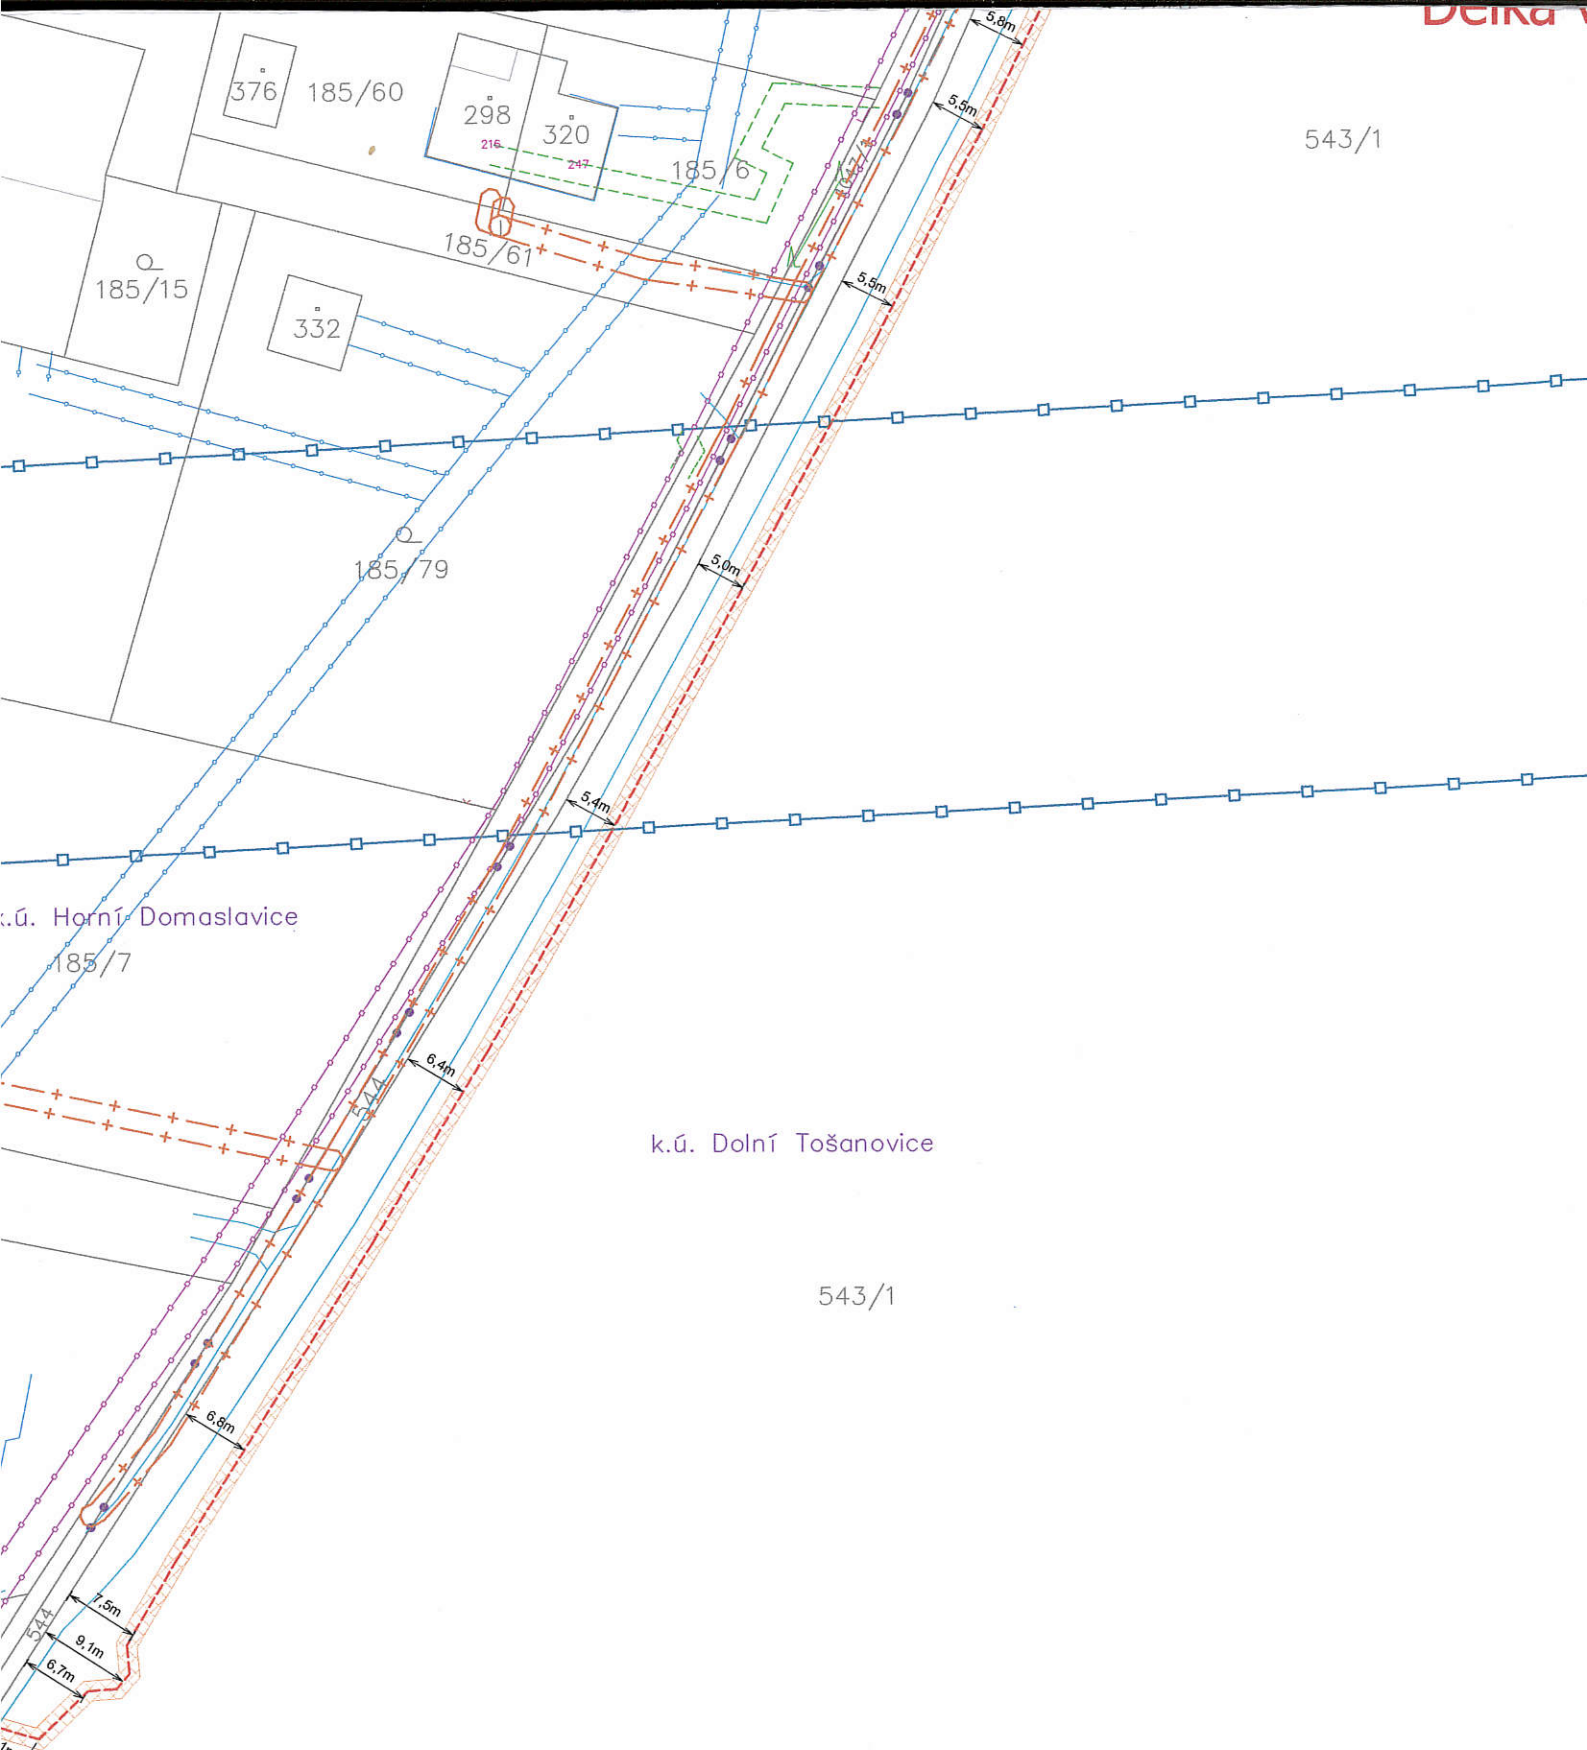 5,8m
Délka
376
185/60
298
320
216
247
185/6
5,5m
543/1
185/61
185/15
332
5,5m
185/79
5,0m
5,4m
k.ú. Horní Domaslavice
185/7
6,4m
544
k.ú. Dolní Tošanovice
543/1
6,8m
7,5m
544
9,1m
6,7m